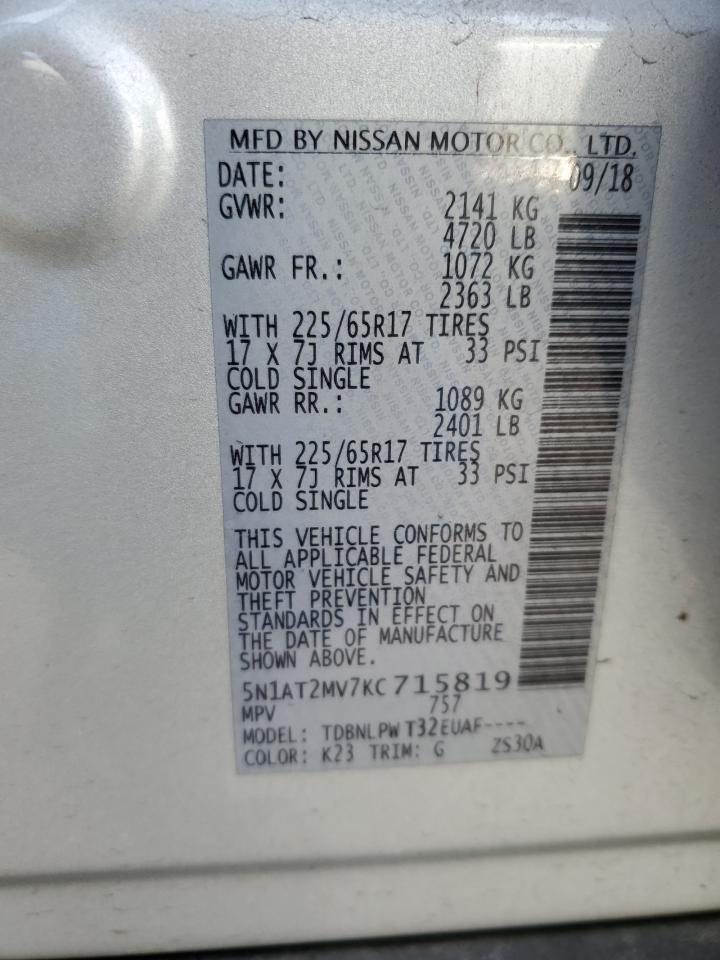 MFD BY NISSAN MOTOR CO., LTD.
DATE: 09/18
GVWR: 2141 KG
4720 LB
GAWR FR.: 1072 KG
2363 LB
WITH 225/65R17 TIRES
17 X 7J RIMS AT 33 PSI
COLD SINGLE
GAWR RR.: 1089 KG
2401 LB
WITH 225/65R17 TIRES
17 X 7J RIMS AT 33 PSI
COLD SINGLE
THIS VEHICLE CONFORMS TO
ALL APPLICABLE FEDERAL
MOTOR VEHICLE SAFETY AND
THEFT PREVENTION
STANDARDS IN EFFECT ON
THE DATE OF MANUFACTURE
SHOWN ABOVE.
5N1AT2MV7KC715819
MPV 757
MODEL: TDBNLPW T32EUAF----
COLOR: K23 TRIM: G ZS30A